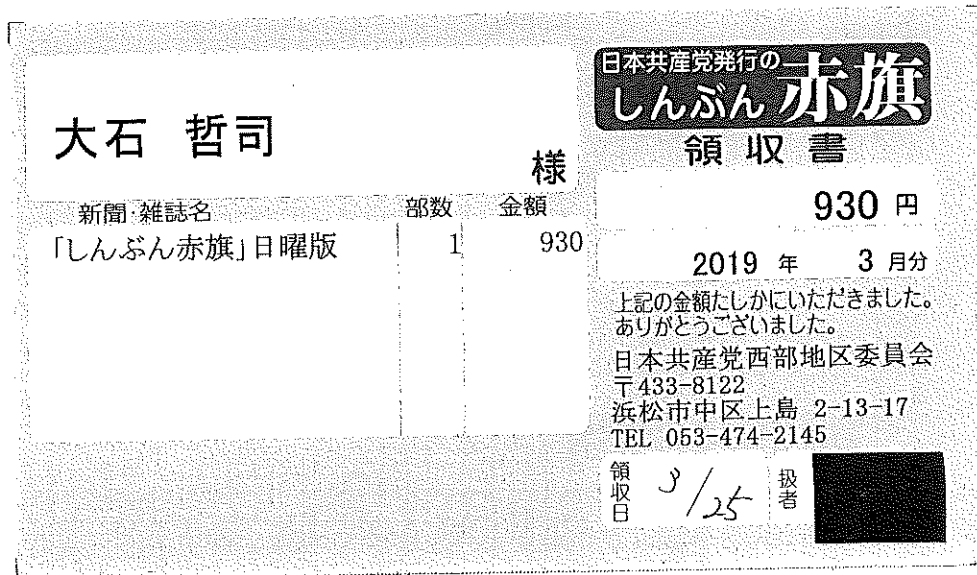 大石 哲司 様
新聞・雑誌名 部数 金額
「しんぶん赤旗」日曜版 1 930
日本共産党発行の
しんぶん赤旗
領収書
930 円
2019 年 3 月分
上記の金額たしかにいただきました。
ありがとうございました。
日本共産党西部地区委員会
〒433-8122
浜松市中区上島 2-13-17
TEL 053-474-2145
領収日 3/25 扱者